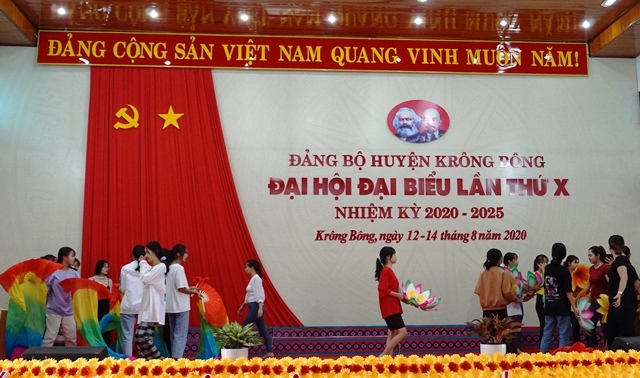 ĐẢNG CỘNG SẢN VIỆT NAM QUANG VINH MUÔN NĂM!
ĐẢNG BỘ HUYỆN KRÔNG BÔNG
ĐẠI HỘI ĐẠI BIỂU LẦN THỨ X
NHIỆM KỲ 2020 - 2025
Krông Bông, ngày 12-14 tháng 8 năm 2020